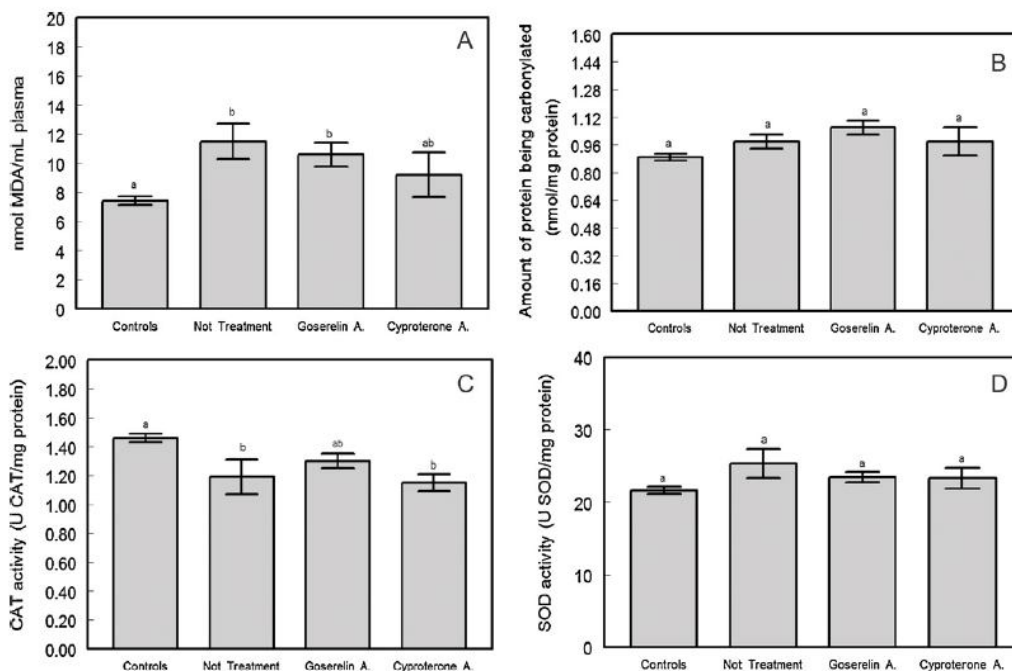 A
nmol MDA/mL plasma
20
18
16
14
12
10
8
6
4
2
0
a
b
b
ab
Controls
Not Treatment
Goserelin A.
Cyproterone A.
B
Amount of protein being carbonylated
(nmol/mg protein)
1.60
1.44
1.28
1.12
0.96
0.80
0.64
0.48
0.32
0.16
0.00
a
a
a
a
Controls
Not Treatment
Goserelin A.
Cyproterone A.
C
CAT activity (U CAT/mg protein)
2.00
1.80
1.60
1.40
1.20
1.00
0.80
0.60
0.40
0.20
0.00
a
b
ab
b
Controls
Not Treatment
Goserelin A.
Cyproterone A.
D
SOD activity (U SOD/mg protein)
40
30
20
10
0
a
a
a
a
Controls
Not Treatment
Goserelin A.
Cyproterone A.